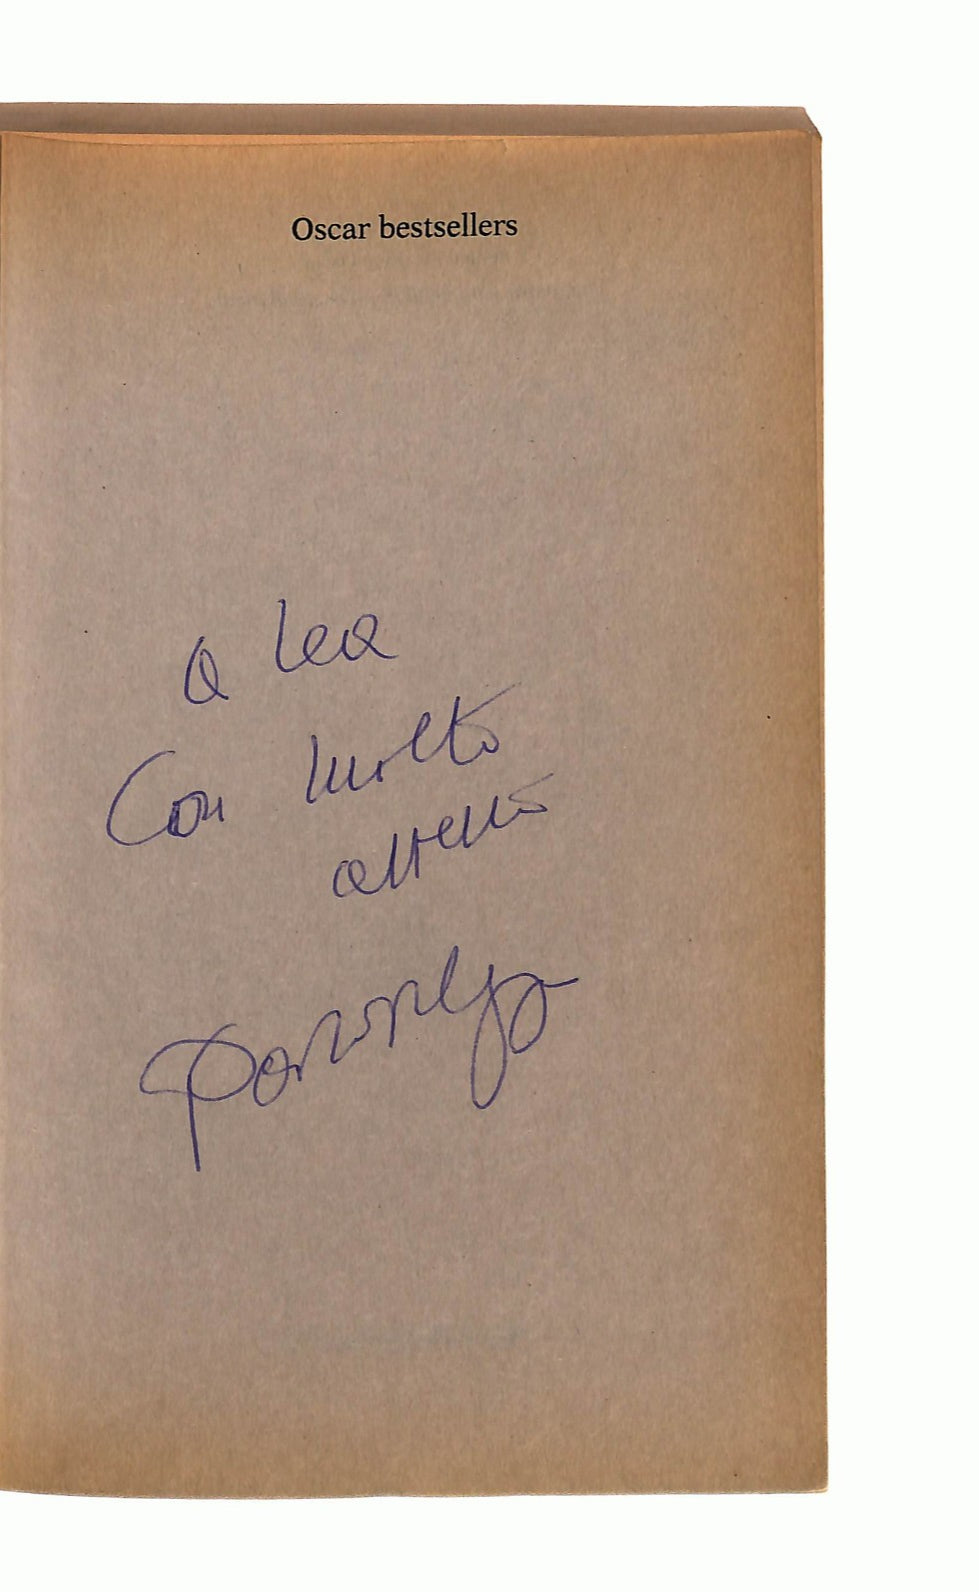 Oscar bestsellers
a Lea
Con molto
affetto